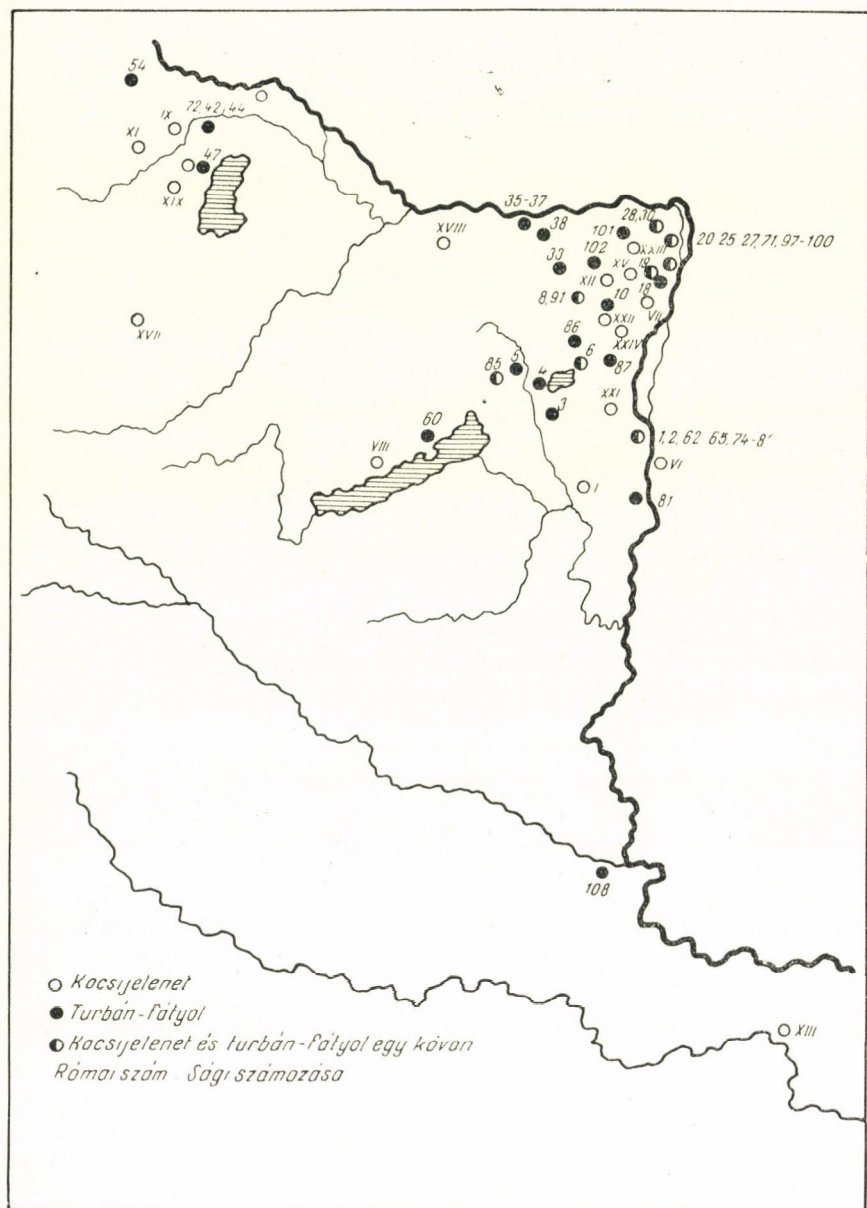 54
72,42,44
IX
XI
47
XIX
35-37
38
28,30
101
XXIII
20 25 27,71,97-100
XVIII
33
102
XV
19
XII
18
8,91
10
VII
XXII
XVII
86
XXIV
6
87
85
5
4
XXI
3
60
1,2,62 65,74-8'
VIII
VI
I
81
108
XIII
Kocsijelenet
Turbán-fátyol
Kocsijelenet és turbán-fátyol egy kövön
Római szám Sági számozása